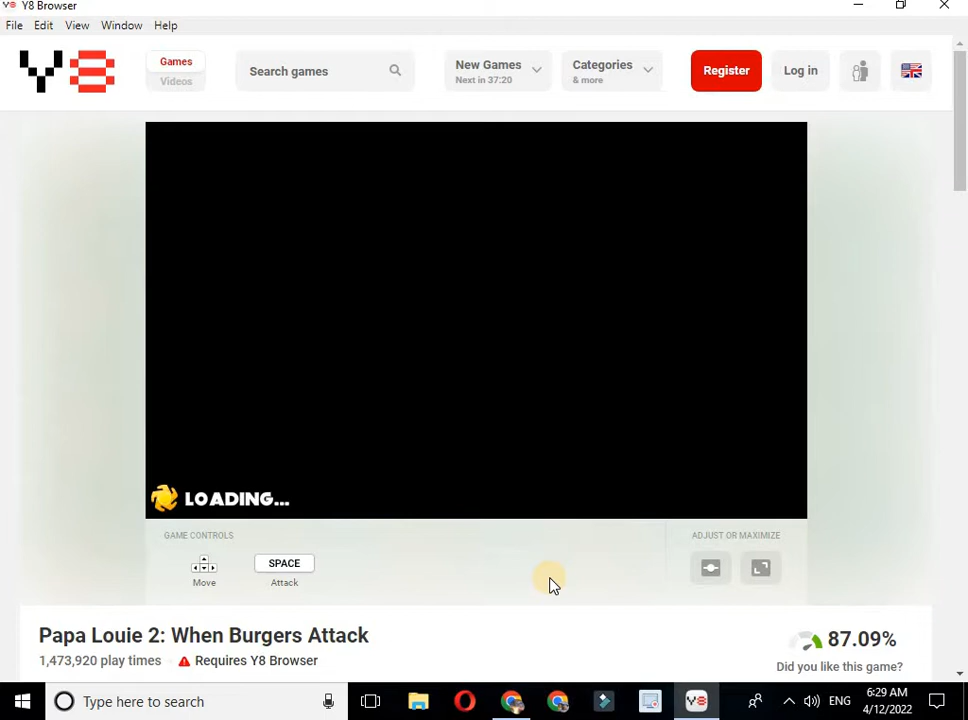 Y8 Browser
File Edit View Window Help
Y8
Games
Videos
Search games
New Games
Next in 37:20
Categories
& more
Register
Log in
LOADING...
GAME CONTROLS
ADJUST OR MAXIMIZE
SPACE
Move
Attack
Papa Louie 2: When Burgers Attack
87.09%
1,473,920 play times
Requires Y8 Browser
Did you like this game?
Type here to search
Y8
ENG
6:29 AM
4/12/2022